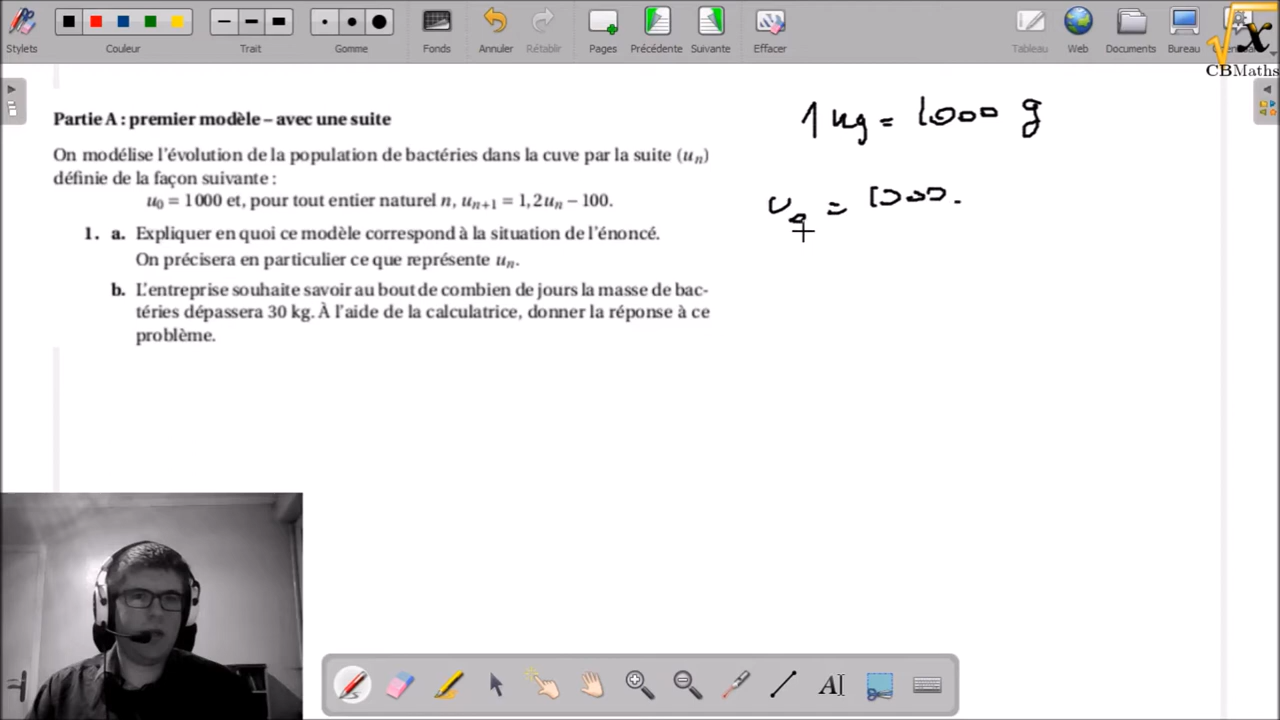 Stylets Couleur Trait Gomme Fonds Annuler Rétablir Pages Précédente Suivante Effacer Tableau Web Documents Bureau
CBMaths
Partie A : premier modèle – avec une suite
On modélise l'évolution de la population de bactéries dans la cuve par la suite (uₙ)
définie de la façon suivante :
u₀ = 1 000 et, pour tout entier naturel n, uₙ₊₁ = 1,2uₙ − 100.
1. a. Expliquer en quoi ce modèle correspond à la situation de l'énoncé.
On précisera en particulier ce que représente uₙ.
b. L'entreprise souhaite savoir au bout de combien de jours la masse de bac-
téries dépassera 30 kg. À l'aide de la calculatrice, donner la réponse à ce
problème.
1 kg = 1000 g
u₀ = 1000.
AI